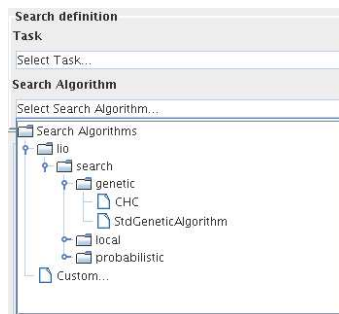 Search definition
Task
Select Task...
Search Algorithm
Select Search Algorithm...
Search Algorithms
lio
search
genetic
CHC
StdGeneticAlgorithm
local
probabilistic
Custom...